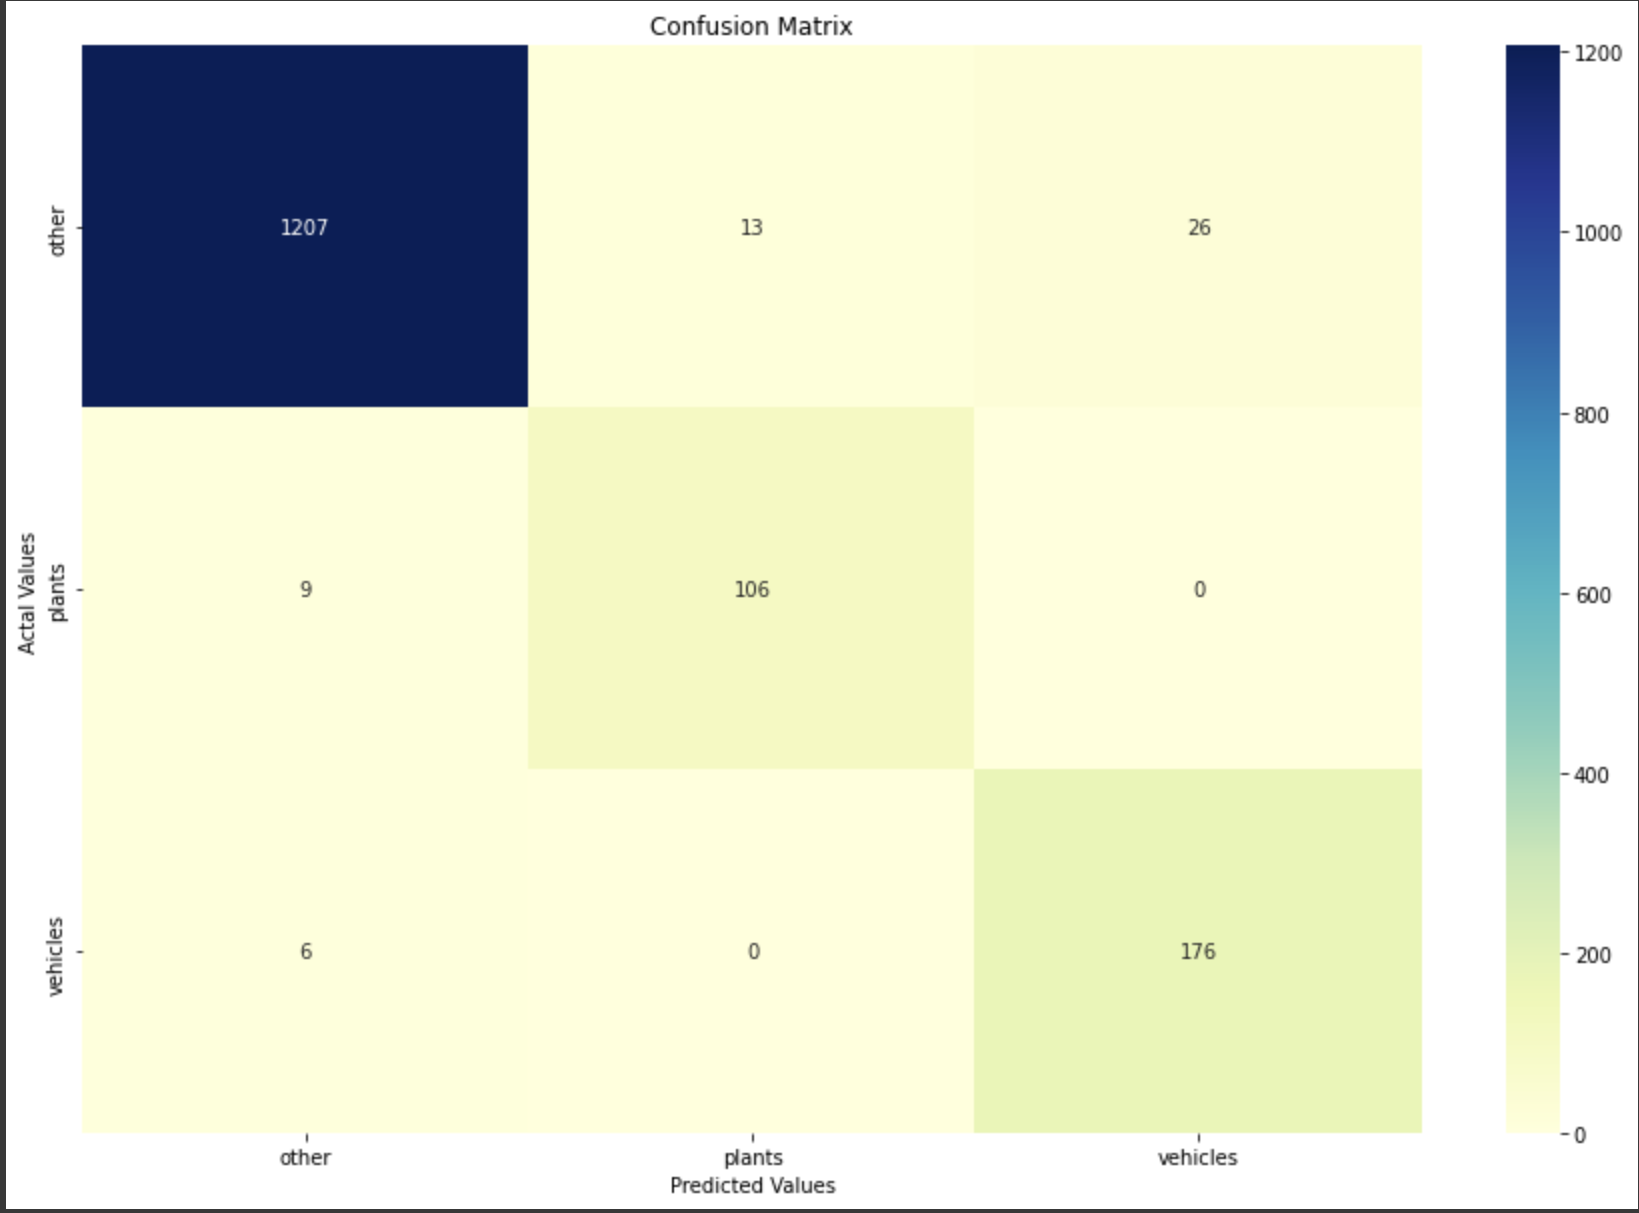 Confusion Matrix
1207 13 26
9 106 0
6 0 176
other
plants
vehicles
Actal Values
other plants vehicles
Predicted Values
1200
1000
800
600
400
200
0